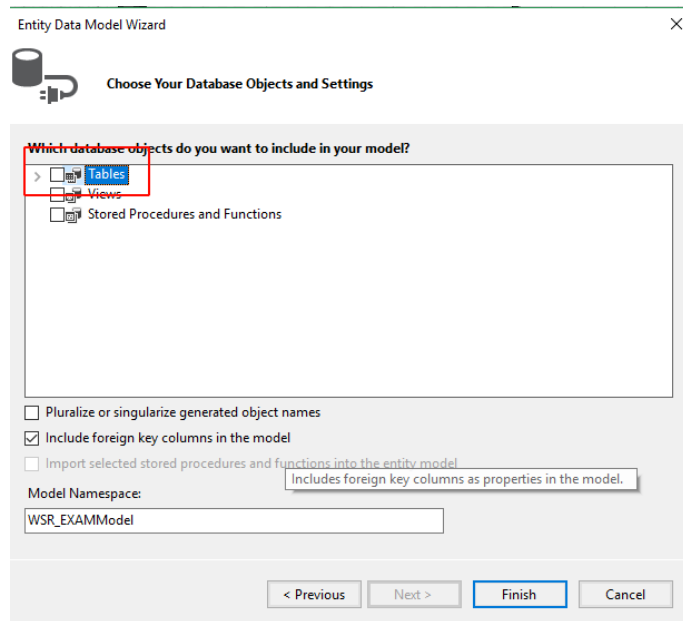 Entity Data Model Wizard
Choose Your Database Objects and Settings
Which database objects do you want to include in your model?
Tables
Views
Stored Procedures and Functions
Pluralize or singularize generated object names
Include foreign key columns in the model
Import selected stored procedures and functions into the entity model
Includes foreign key columns as properties in the model.
Model Namespace:
WSR_EXAMModel
< Previous Next > Finish Cancel